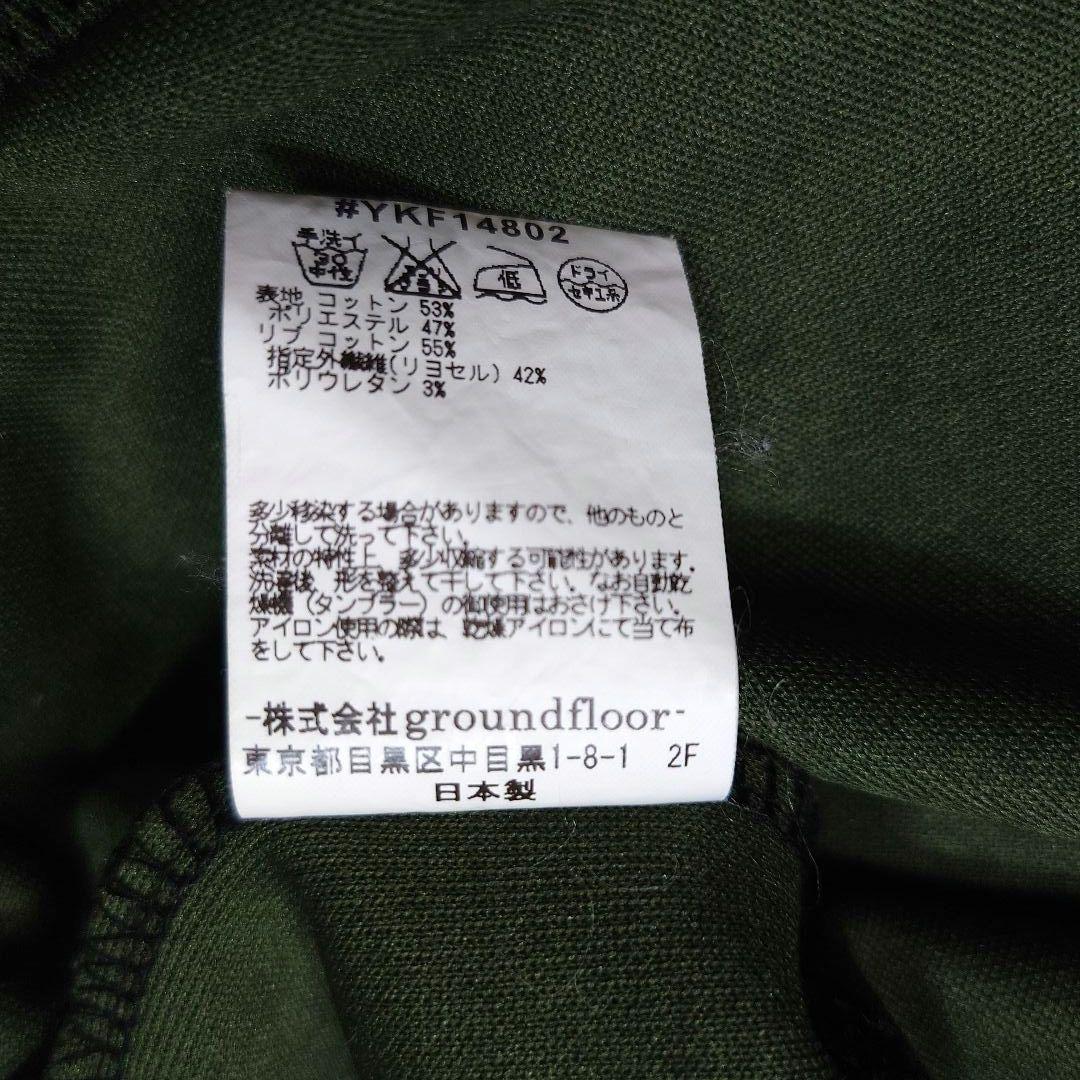 #YKF14802
手洗イ
30
中性
エンソ
サラシ
低
ドライ
セキユ系
表地 コットン 53%
ポリエステル 47%
リブ コットン 55%
指定外繊維(リヨセル) 42%
ポリウレタン 3%
多少移染する場合がありますので、他のものと
分離して洗って下さい。
素材の特性上、多少収縮する可能性があります。
洗濯後、形を整えて干して下さい。なお自動乾
燥機（タンブラー）の御使用はおさけ下さい。
アイロン使用の際は、乾燥アイロンにて当て布
をして下さい。
-株式会社groundfloor-
東京都目黒区中目黒1-8-1 2F
日本製